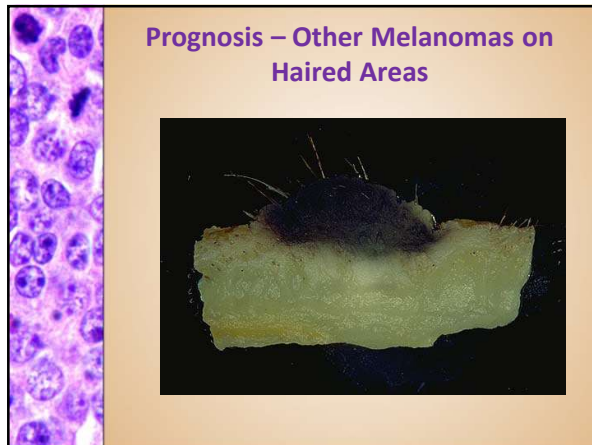 Prognosis – Other Melanomas on
Haired Areas